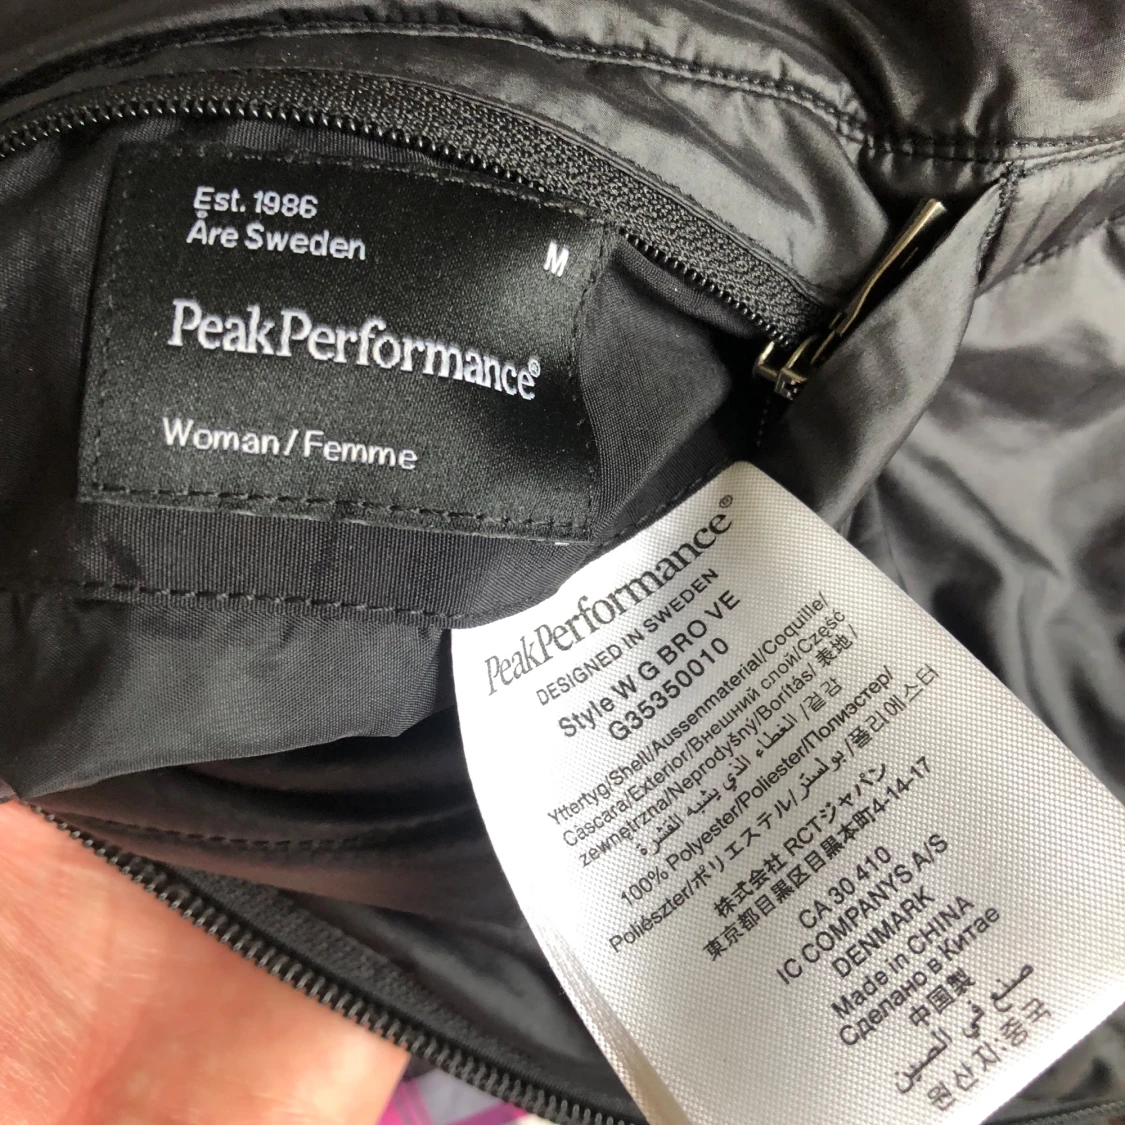 Est. 1986
Åre Sweden
M
PeakPerformance®
Woman/Femme
PeakPerformance®
DESIGNED IN SWEDEN
Style W G BRO VE
G35350010
Yttertyg/Shell/Aussenmaterial/Coquille/
Càscara/Exterior/Внешний слой/Część
zewnętrzna/Neprodyšný/Borítás/表地/
الغطاء الذي يشبه القشرة/겉감
100% Polyester/Poliester/Полиэстер/
Poliészter/ポリエステル/بولستر/폴리에스터
株式会社 RCTジャパン
東京都目黒区目黒本町4-14-17
CA 30 410
IC COMPANYS A/S
DENMARK
Made in CHINA
Сделано в Китае
中国製
صنع في الصين
원산지:중국